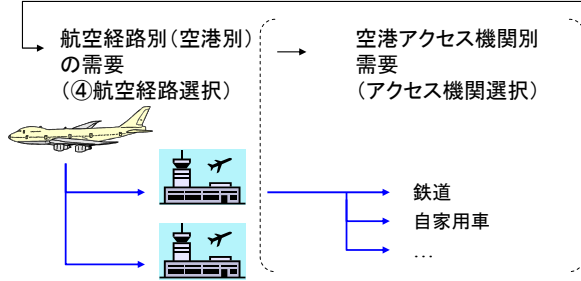 航空経路別(空港別)
の需要
(④航空経路選択)
空港アクセス機関別
需要
(アクセス機関選択)
鉄道
自家用車
…